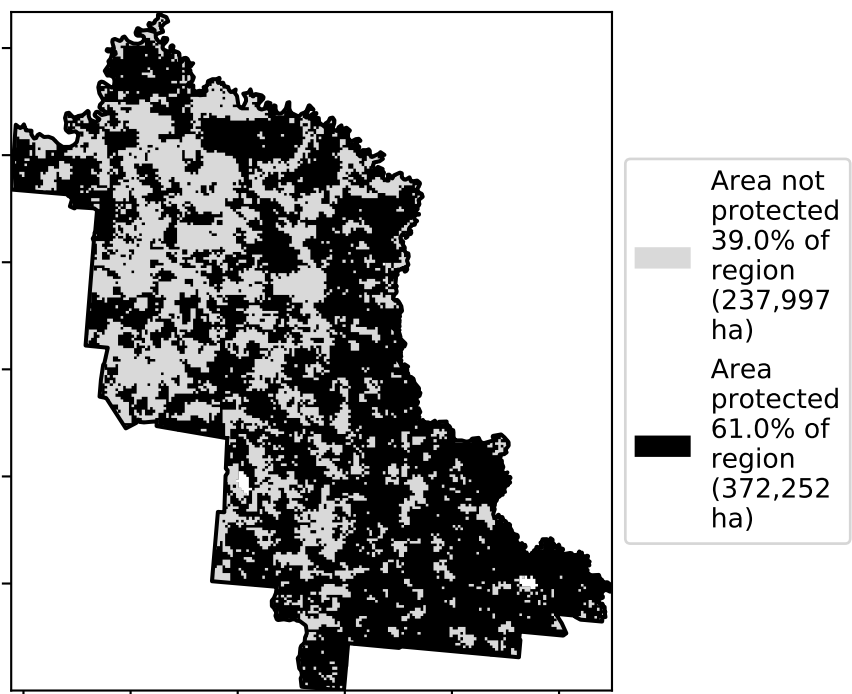 Area not
protected
39.0% of
region
(237,997
ha)
Area
protected
61.0% of
region
(372,252
ha)